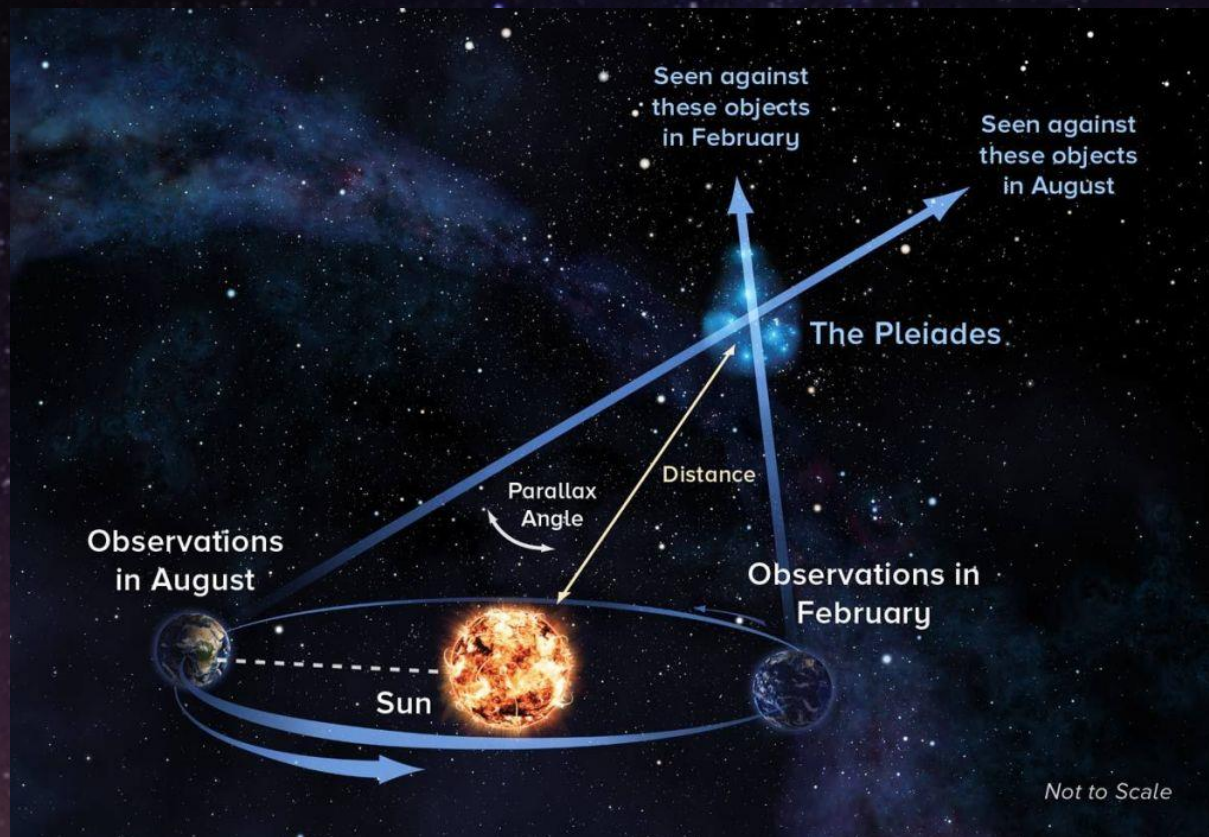 Seen against
these objects
in February
Seen against
these objects
in August
The Pleiades
Distance
Parallax
Angle
Observations
in August
Observations in
February
Sun
Not to Scale